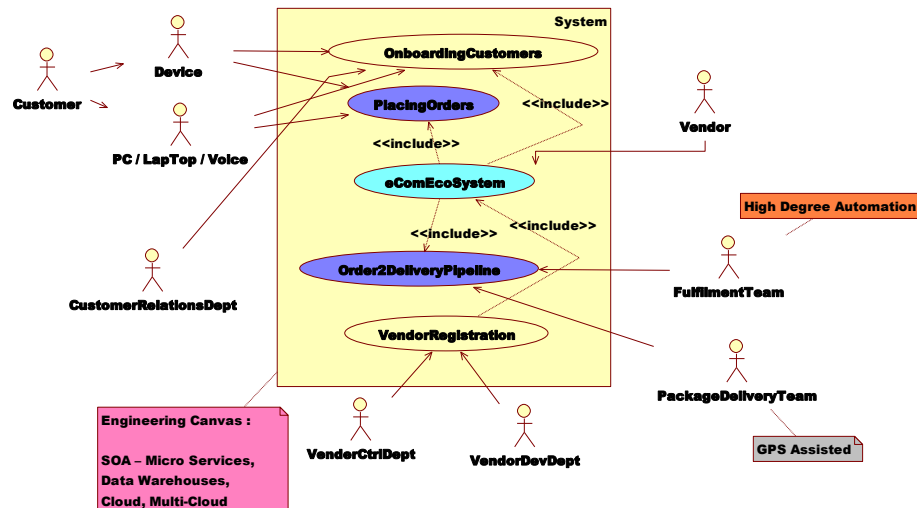 System
OnboardingCustomers
Device
Customer
<<include>>
PlacingOrders
Vendor
<<include>>
PC / LapTop / Voice
eComEcoSystem
High Degree Automation
<<include>>
<<include>>
Order2DeliveryPipeline
CustomerRelationsDept
FulfilmentTeam
VendorRegistration
PackageDeliveryTeam
Engineering Canvas :
SOA – Micro Services,
Data Warehouses,
Cloud, Multi-Cloud
VenderCtrlDept
VendorDevDept
GPS Assisted